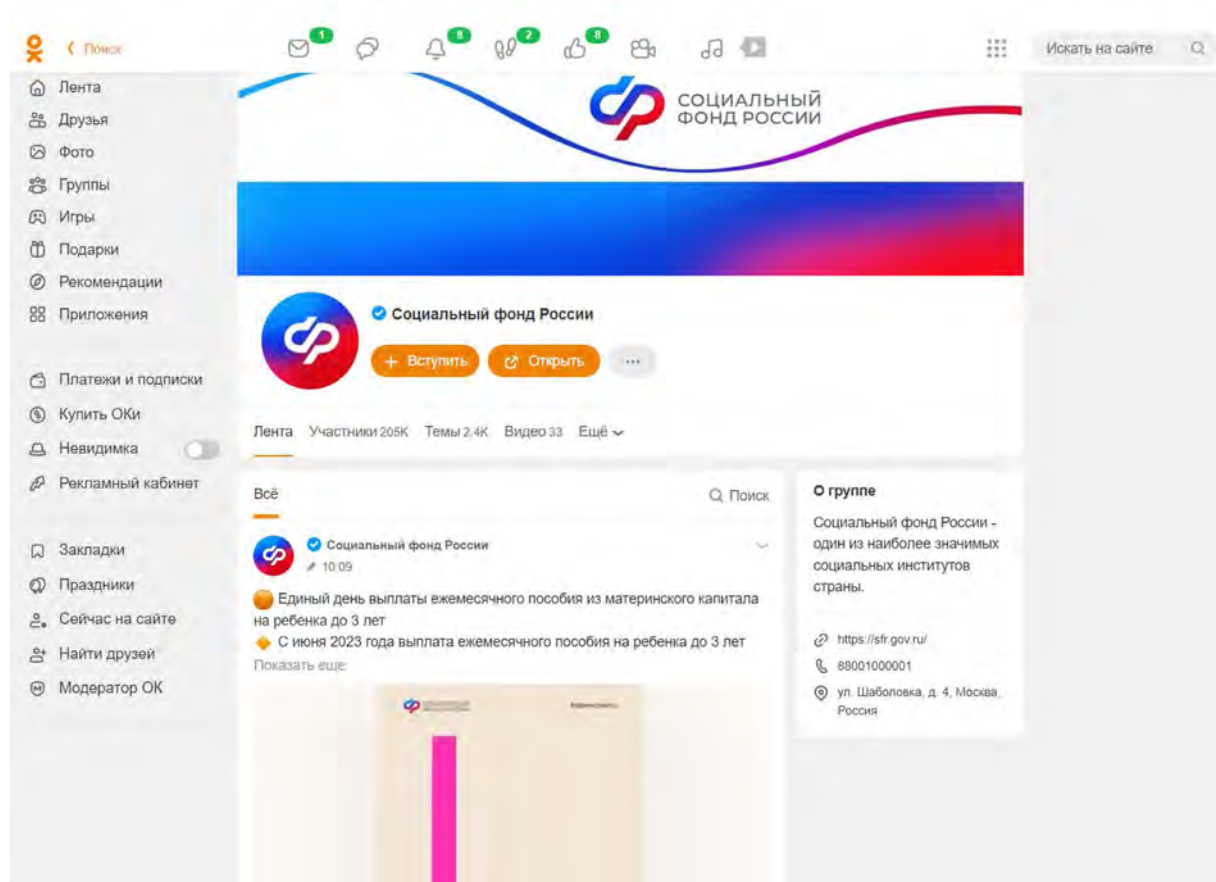 Поиск
1
8
2
8
Искать на сайте
Лента
Друзья
Фото
Группы
Игры
Подарки
Рекомендации
Приложения
Платежи и подписки
Купить ОКи
Невидимка
Рекламный кабинет
Закладки
Праздники
Сейчас на сайте
Найти друзей
Модератор ОК
СОЦИАЛЬНЫЙ
ФОНД РОССИИ
Социальный фонд России
+ Вступить
Открыть
...
Лента Участники 205K Темы 2.4K Видео 33 Ещё
Всё
Поиск
Социальный фонд России
10:09
Единый день выплаты ежемесячного пособия из материнского капитала
на ребенка до 3 лет
С июня 2023 года выплата ежемесячного пособия на ребенка до 3 лет
Показать еще
О группе
Социальный фонд России -
один из наиболее значимых
социальных институтов
страны.
https://sfr.gov.ru/
88001000001
ул. Шаболовка, д. 4, Москва,
Россия